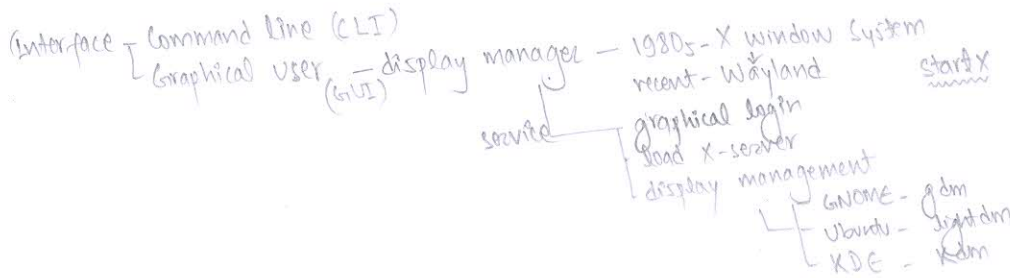 Interface - Command line (CLI)
Graphical user (GUI) - display manager - 1980s - X window System
recent - Wayland
startX
service
graphical login
load X-server
display management
GNOME - gdm
Ubuntu - lightdm
KDE - kdm